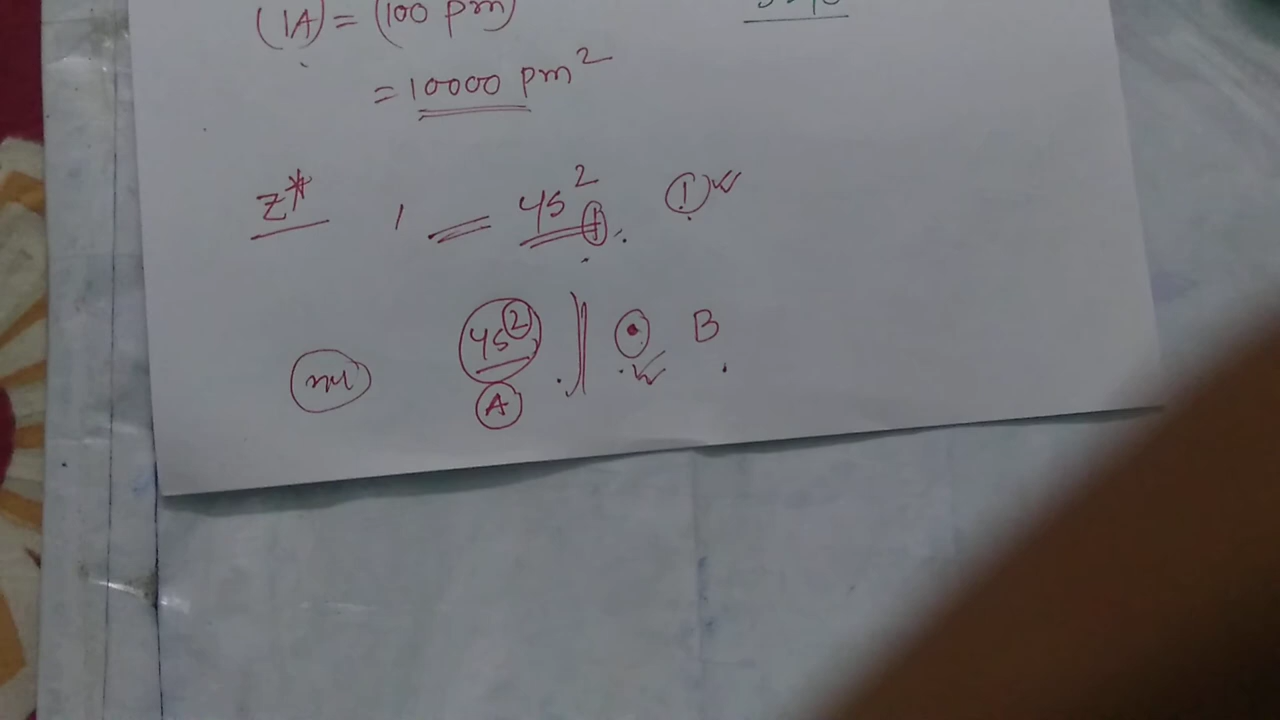 (1A) = (100 pm)
= 10000 pm²
Z* , = 4s² 1
4s² B
A